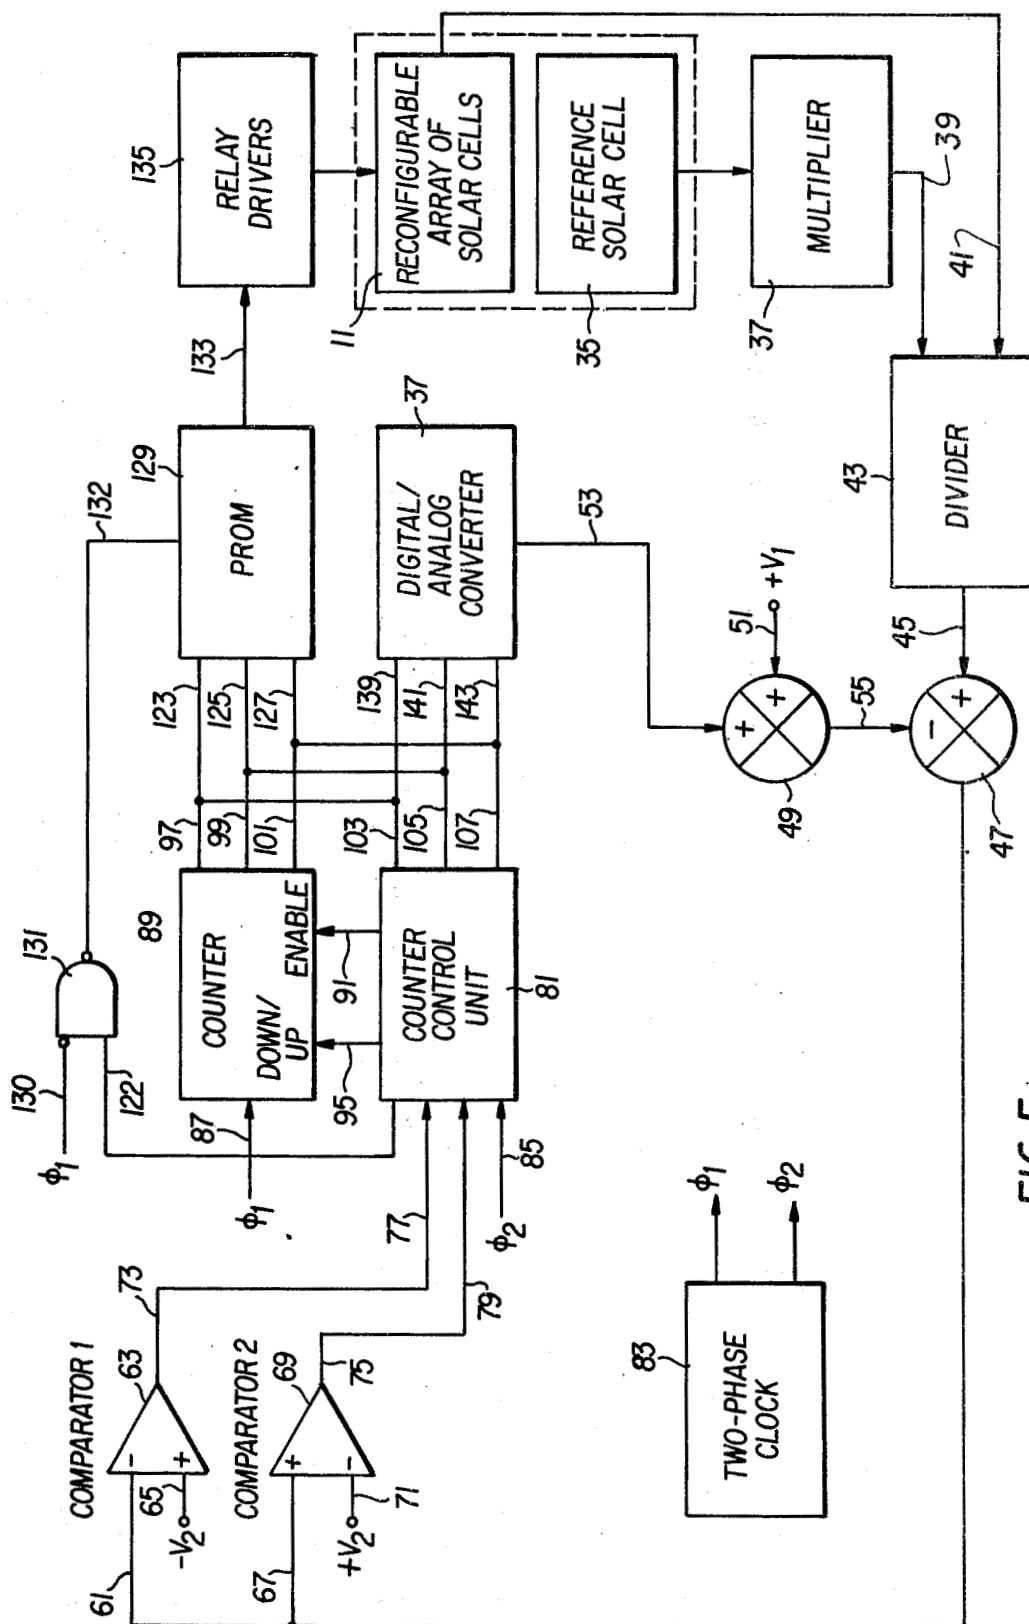 COMPARATOR 1
61
63
65
-V2
73
COMPARATOR 2
67
69
71
+V2
75
77
79
φ1
130
122
131
132
φ1
87
89
COUNTER
DOWN/
UP
ENABLE
95
91
COUNTER
CONTROL
UNIT
81
φ2
85
97
99
101
103
105
107
123
125
127
139
141
143
129
PROM
133
37
DIGITAL/
ANALOG
CONVERTER
53
135
RELAY
DRIVERS
11
RECONFIGURABLE
ARRAY OF
SOLAR CELLS
35
REFERENCE
SOLAR CELL
37
MULTIPLIER
39
41
43
DIVIDER
45
51
+V1
+
+
49
55
-
+
47
83
TWO-PHASE
CLOCK
φ1
φ2
-
+
+
-